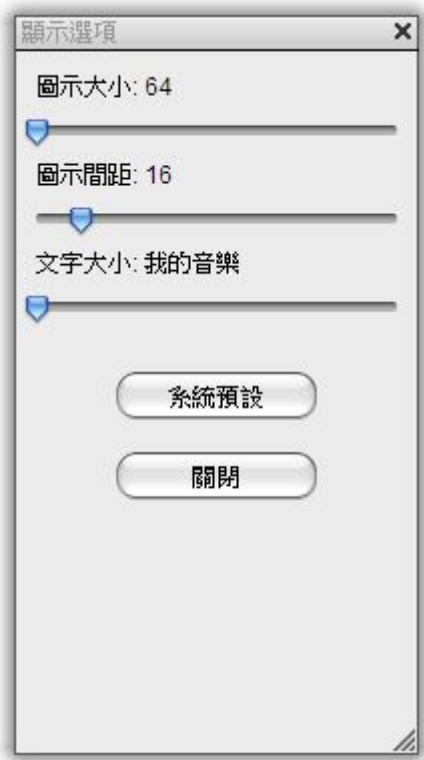 顯示選項
圖示大小: 64
圖示間距: 16
文字大小: 我的音樂
系統預設
關閉